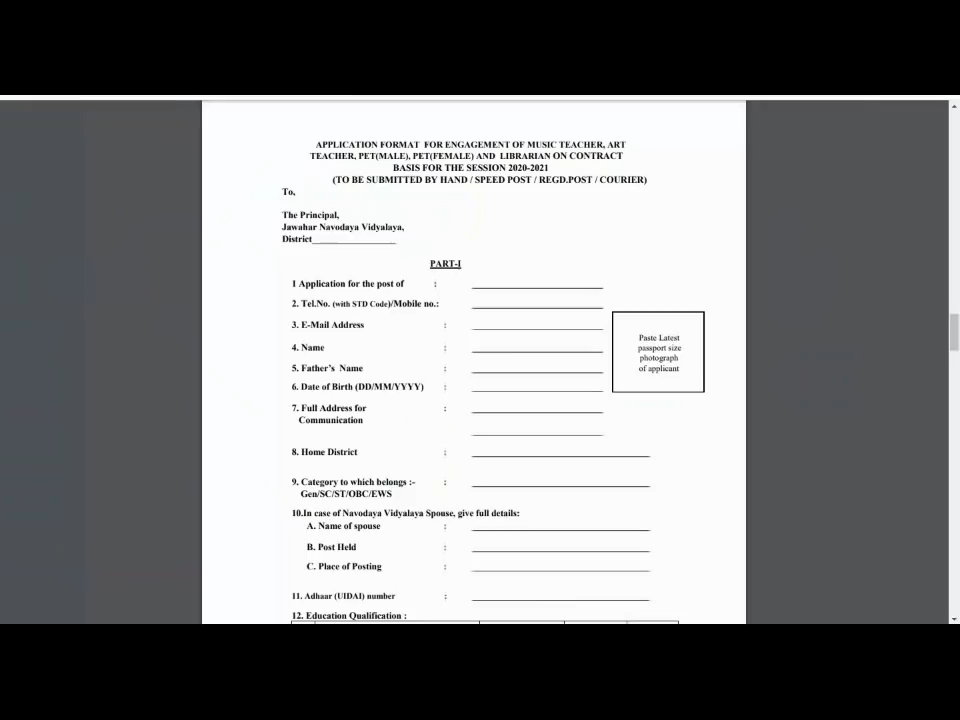 APPLICATION FORMAT FOR ENGAGEMENT OF MUSIC TEACHER, ART
TEACHER, PET(MALE), PET(FEMALE) AND LIBRARIAN ON CONTRACT
BASIS FOR THE SESSION 2020-2021
(TO BE SUBMITTED BY HAND / SPEED POST / REGD.POST / COURIER)
To,
The Principal,
Jawahar Navodaya Vidyalaya,
District__________________
PART-I
1 Application for the post of :
2. Tel.No. (with STD Code)/Mobile no.:
3. E-Mail Address :
4. Name :
5. Father's Name :
6. Date of Birth (DD/MM/YYYY) :
7. Full Address for :
Communication
Paste Latest
passport size
photograph
of applicant
8. Home District :
9. Category to which belongs :- :
Gen/SC/ST/OBC/EWS
10.In case of Navodaya Vidyalaya Spouse, give full details:
A. Name of spouse :
B. Post Held :
C. Place of Posting :
11. Adhaar (UIDAI) number :
12. Education Qualification :